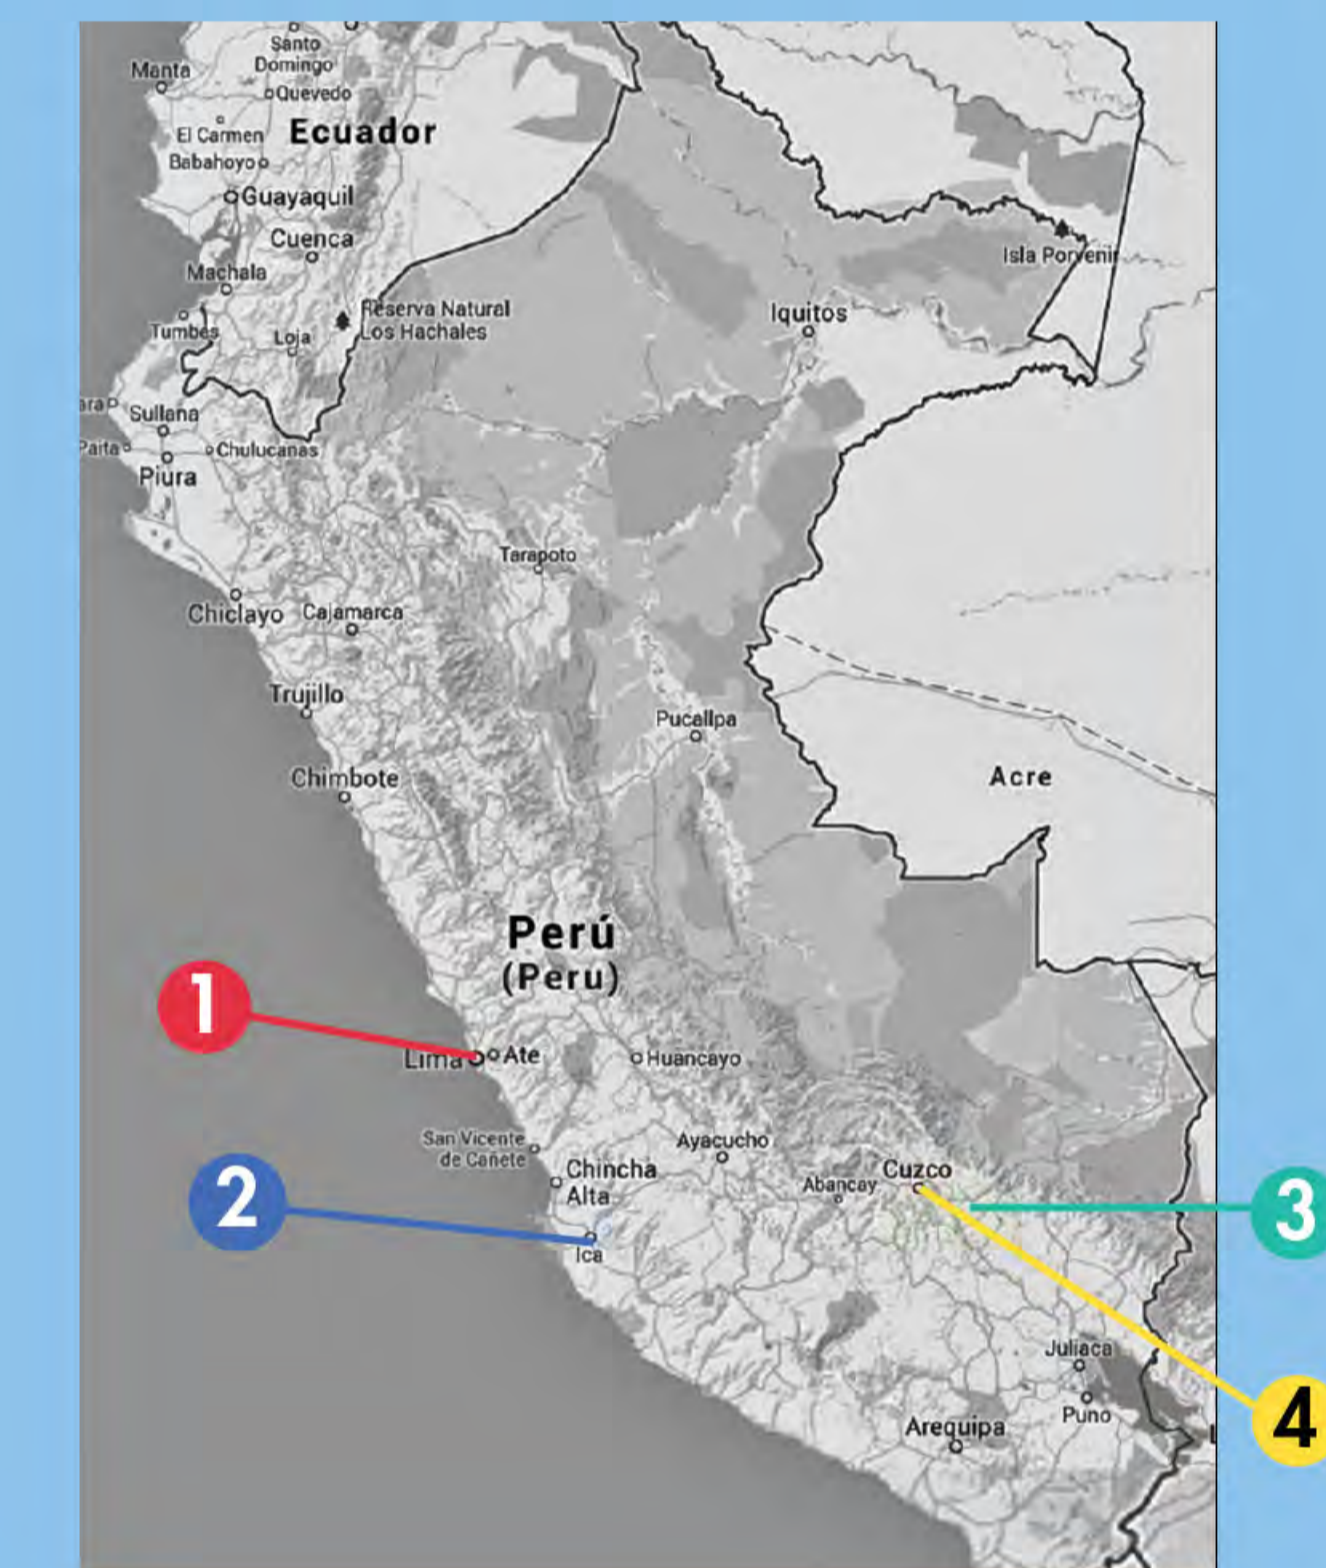 Santo
Domingo
Manta
Quevedo
El Carmen
Ecuador
Babahoyo
Guayaquil
Cuenca
Isla Porvenir
Machala
Reserva Natural
Los Hachales
Iquitos
Tumbes
Loja
ara
Sullana
Paita
Chulucanas
Piura
Tarapoto
Chiclayo
Cajamarca
Trujillo
Pucallpa
Chimbote
Acre
Perú
(Peru)
1
Lima
Ate
Huancayo
San Vicente
de Cañete
Ayacucho
Chincha
Alta
Cuzco
Abancay
2
3
Ica
Juliaca
Puno
Arequipa
4